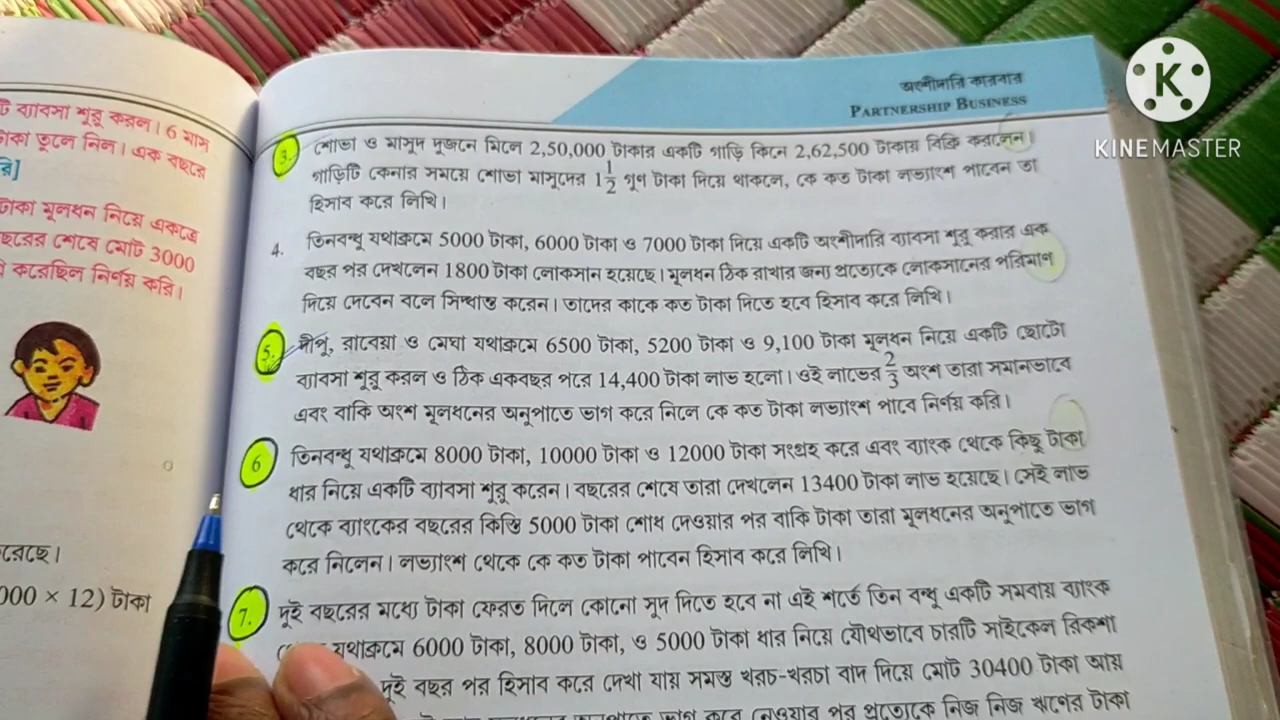 টি ব্যাবসা শুরু করল। 6 মাস
টাকা তুলে নিল। এক বছরে
রি]
টাকা মূলধন নিয়ে একত্রে
ছরের শেষে মোট 3000
করেছিল নির্ণয় করি।
রেছে।
000 × 12) টাকা
অংশীদারি কারবার
PARTNERSHIP BUSINESS
3. শোভা ও মাসুদ দুজনে মিলে 2,50,000 টাকার একটি গাড়ি কিনে 2,62,500 টাকায় বিক্রি করলেন।
গাড়িটি কেনার সময়ে শোভা মাসুদের 1 1/2 গুণ টাকা দিয়ে থাকলে, কে কত টাকা লভ্যাংশ পাবেন তা
হিসাব করে লিখি।
4. তিনবন্ধু যথাক্রমে 5000 টাকা, 6000 টাকা ও 7000 টাকা দিয়ে একটি অংশীদারি ব্যাবসা শুরু করার এক
বছর পর দেখলেন 1800 টাকা লোকসান হয়েছে। মূলধন ঠিক রাখার জন্য প্রত্যেকে লোকসানের পরিমাণ
দিয়ে দেবেন বলে সিদ্ধান্ত করেন। তাদের কাকে কত টাকা দিতে হবে হিসাব করে লিখি।
5. দীপু, রাবেয়া ও মেঘা যথাক্রমে 6500 টাকা, 5200 টাকা ও 9,100 টাকা মূলধন নিয়ে একটি ছোটো
ব্যাবসা শুরু করল ও ঠিক একবছর পরে 14,400 টাকা লাভ হলো। ওই লাভের 2/3 অংশ তারা সমানভাবে
এবং বাকি অংশ মূলধনের অনুপাতে ভাগ করে নিলে কে কত টাকা লভ্যাংশ পাবে নির্ণয় করি।
6 তিনবন্ধু যথাক্রমে 8000 টাকা, 10000 টাকা ও 12000 টাকা সংগ্রহ করে এবং ব্যাংক থেকে কিছু টাকা
ধার নিয়ে একটি ব্যাবসা শুরু করেন। বছরের শেষে তারা দেখলেন 13400 টাকা লাভ হয়েছে। সেই লাভ
থেকে ব্যাংকের বছরের কিস্তি 5000 টাকা শোধ দেওয়ার পর বাকি টাকা তারা মূলধনের অনুপাতে ভাগ
করে নিলেন। লভ্যাংশ থেকে কে কত টাকা পাবেন হিসাব করে লিখি।
7. দুই বছরের মধ্যে টাকা ফেরত দিলে কোনো সুদ দিতে হবে না এই শর্তে তিন বন্ধু একটি সমবায় ব্যাংক
যথাক্রমে 6000 টাকা, 8000 টাকা, ও 5000 টাকা ধার নিয়ে যৌথভাবে চারটি সাইকেল রিকশা
দুই বছর পর হিসাব করে দেখা যায় সমস্ত খরচ-খরচা বাদ দিয়ে মোট 30400 টাকা আয়
ভাগ করে নেওয়ার পর প্রত্যেকে নিজ নিজ ঋণের টাকা
KINEMASTER